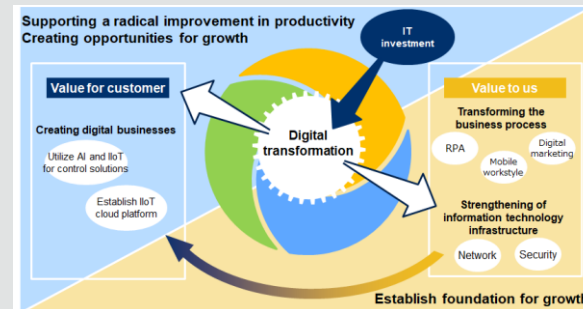 Supporting a radical improvement in productivity
Creating opportunities for growth
IT
investment
Value for customer
Creating digital businesses
Utilize AI and IIoT
for control solutions
Establish IIoT
cloud platform
Digital
transformation
Value to us
Transforming the
business process
RPA
Mobile
workstyle
Digital
marketing
Strengthening of
information technology
infrastructure
Network
Security
Establish foundation for growth